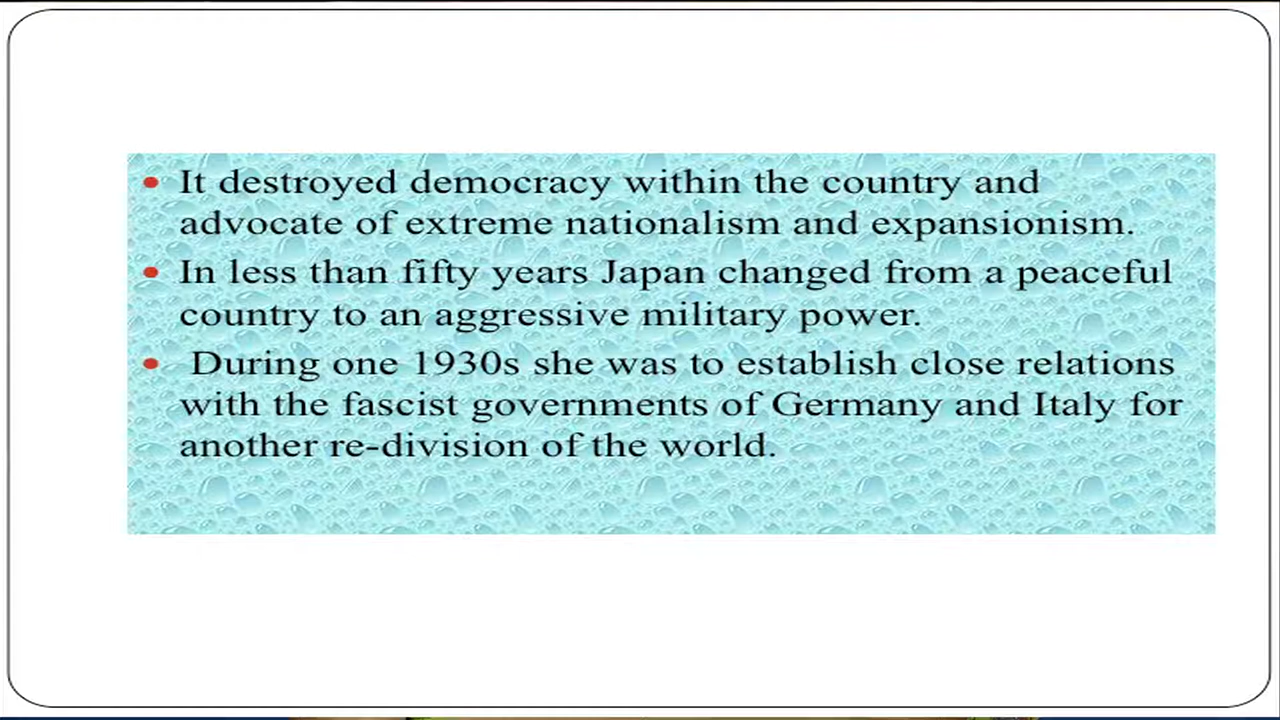 • It destroyed democracy within the country and
advocate of extreme nationalism and expansionism.
• In less than fifty years Japan changed from a peaceful
country to an aggressive military power.
• During one 1930s she was to establish close relations
with the fascist governments of Germany and Italy for
another re-division of the world.